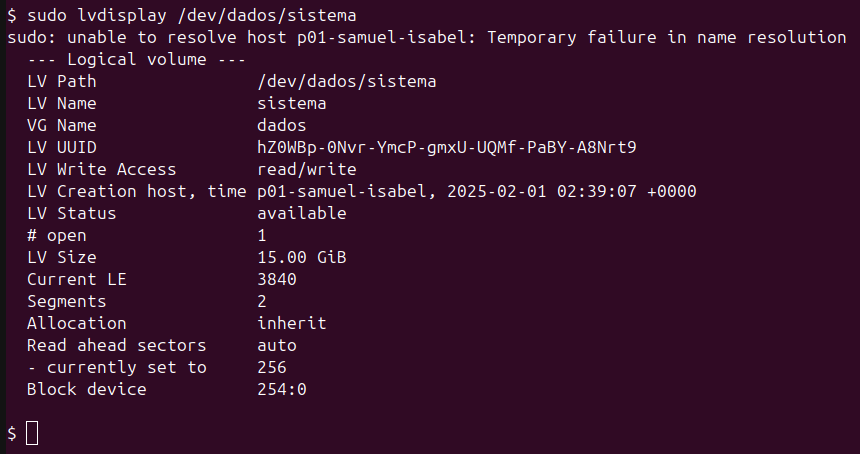 $ sudo lvdisplay /dev/dados/sistema
sudo: unable to resolve host p01-samuel-isabel: Temporary failure in name resolution
  --- Logical volume ---
  LV Path                /dev/dados/sistema
  LV Name                sistema
  VG Name                dados
  LV UUID                hZ0WBp-0Nvr-YmcP-gmxU-UQMf-PaBY-A8Nrt9
  LV Write Access        read/write
  LV Creation host, time p01-samuel-isabel, 2025-02-01 02:39:07 +0000
  LV Status              available
  # open                 1
  LV Size                15.00 GiB
  Current LE             3840
  Segments               2
  Allocation             inherit
  Read ahead sectors     auto
  - currently set to     256
  Block device           254:0
$